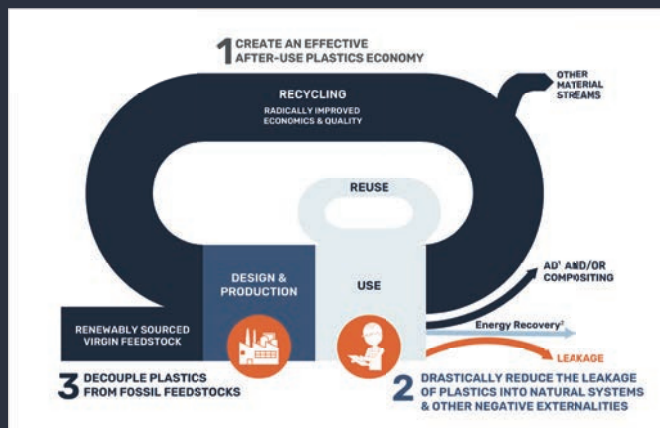 1 CREATE AN EFFECTIVE
AFTER-USE PLASTICS ECONOMY
RECYCLING
RADICALLY IMPROVED
ECONOMICS & QUALITY
OTHER
MATERIAL
STREAMS
REUSE
DESIGN &
PRODUCTION
USE
AD¹ AND/OR
COMPOSITING
RENEWABLY SOURCED
VIRGIN FEEDSTOCK
Energy Recovery²
LEAKAGE
3 DECOUPLE PLASTICS
FROM FOSSIL FEEDSTOCKS
2 DRASTICALLY REDUCE THE LEAKAGE
OF PLASTICS INTO NATURAL SYSTEMS
& OTHER NEGATIVE EXTERNALITIES